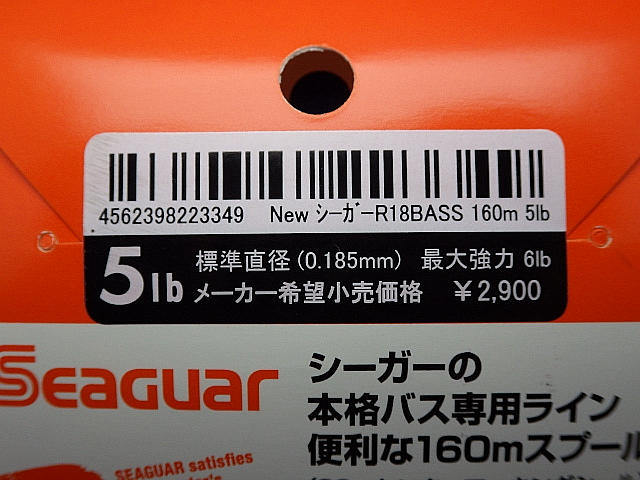 4562398223349 New シーガーR18BASS 160m 5lb
5lb
標準直径(0.185mm) 最大強力 6lb
メーカー希望小売価格 ¥2,900
Seaguar
シーガーの
本格バス専用ライン
便利な160mスプール
SEAGUAR satisfies